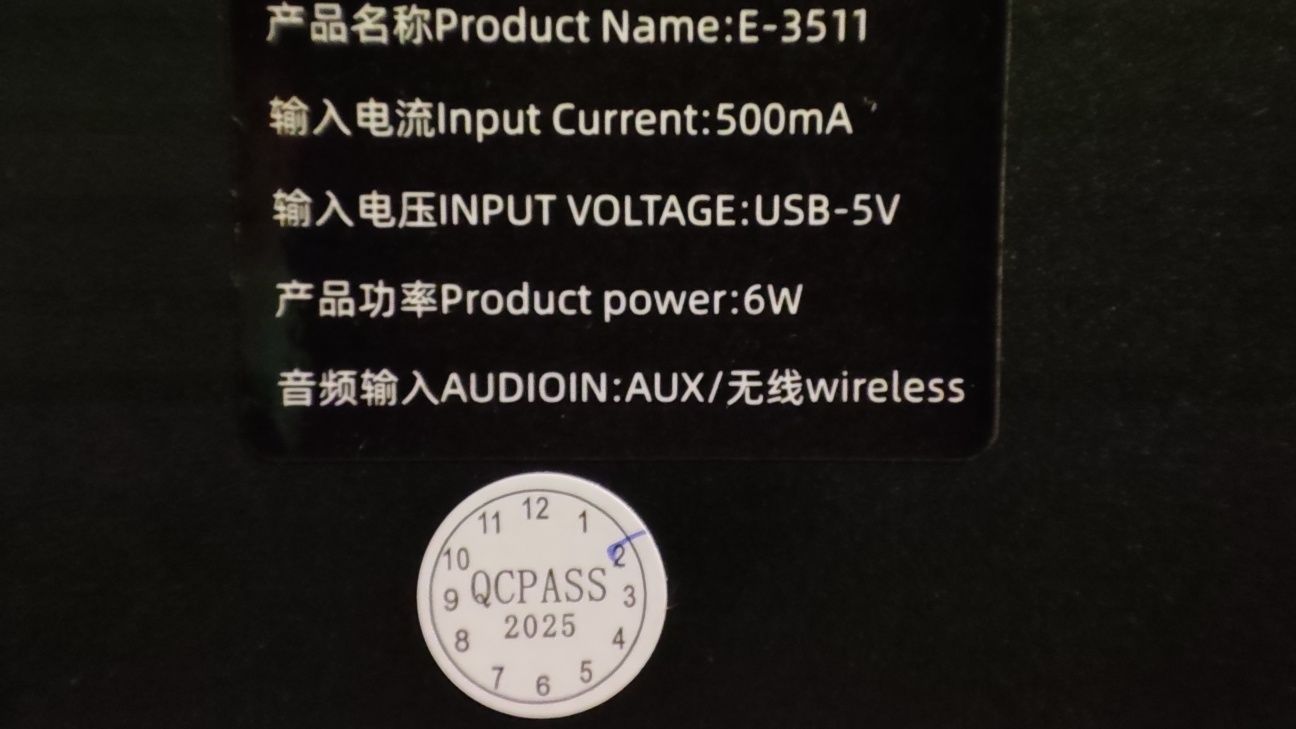 产品名称Product Name:E-3511
输入电流Input Current:500mA
输入电压INPUT VOLTAGE:USB-5V
产品功率Product power:6W
音频输入AUDIOIN:AUX/无线wireless
12
11
1
10
2
QCPASS
9
3
2025
8
4
7
5
6